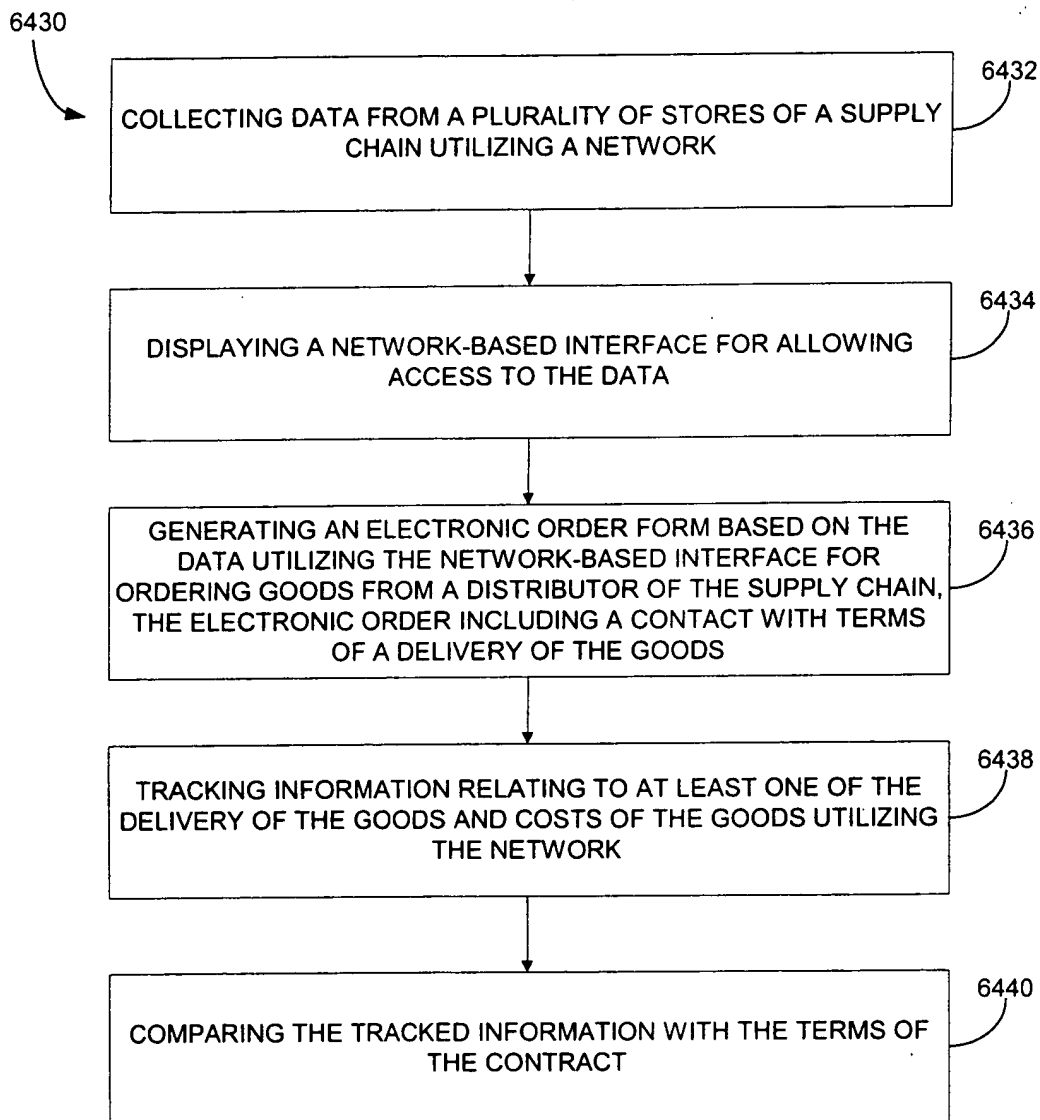 6430
6432
COLLECTING DATA FROM A PLURALITY OF STORES OF A SUPPLY
CHAIN UTILIZING A NETWORK
6434
DISPLAYING A NETWORK-BASED INTERFACE FOR ALLOWING
ACCESS TO THE DATA
6436
GENERATING AN ELECTRONIC ORDER FORM BASED ON THE
DATA UTILIZING THE NETWORK-BASED INTERFACE FOR
ORDERING GOODS FROM A DISTRIBUTOR OF THE SUPPLY CHAIN,
THE ELECTRONIC ORDER INCLUDING A CONTACT WITH TERMS
OF A DELIVERY OF THE GOODS
6438
TRACKING INFORMATION RELATING TO AT LEAST ONE OF THE
DELIVERY OF THE GOODS AND COSTS OF THE GOODS UTILIZING
THE NETWORK
6440
COMPARING THE TRACKED INFORMATION WITH THE TERMS OF
THE CONTRACT